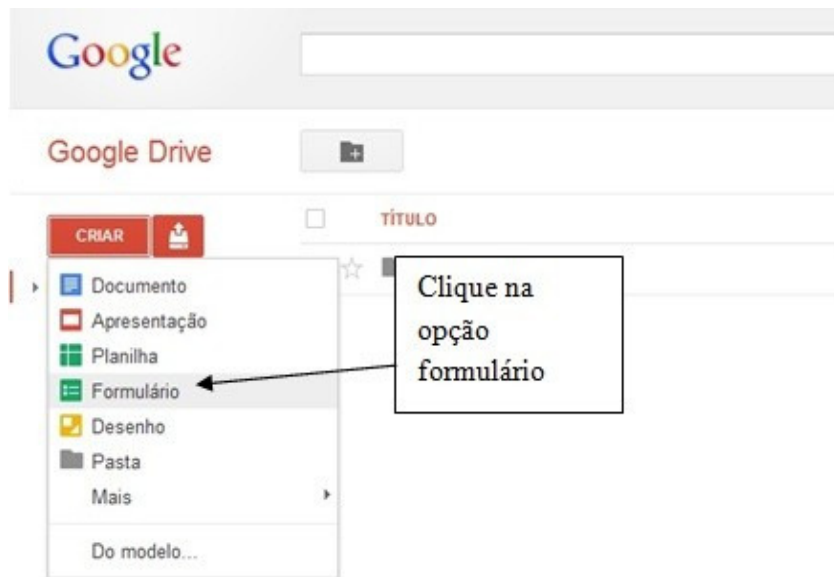 Google
Google Drive
CRIAR
TÍTULO
Documento
Apresentação
Planilha
Formulário
Desenho
Pasta
Mais
Do modelo...
Clique na
opção
formulário